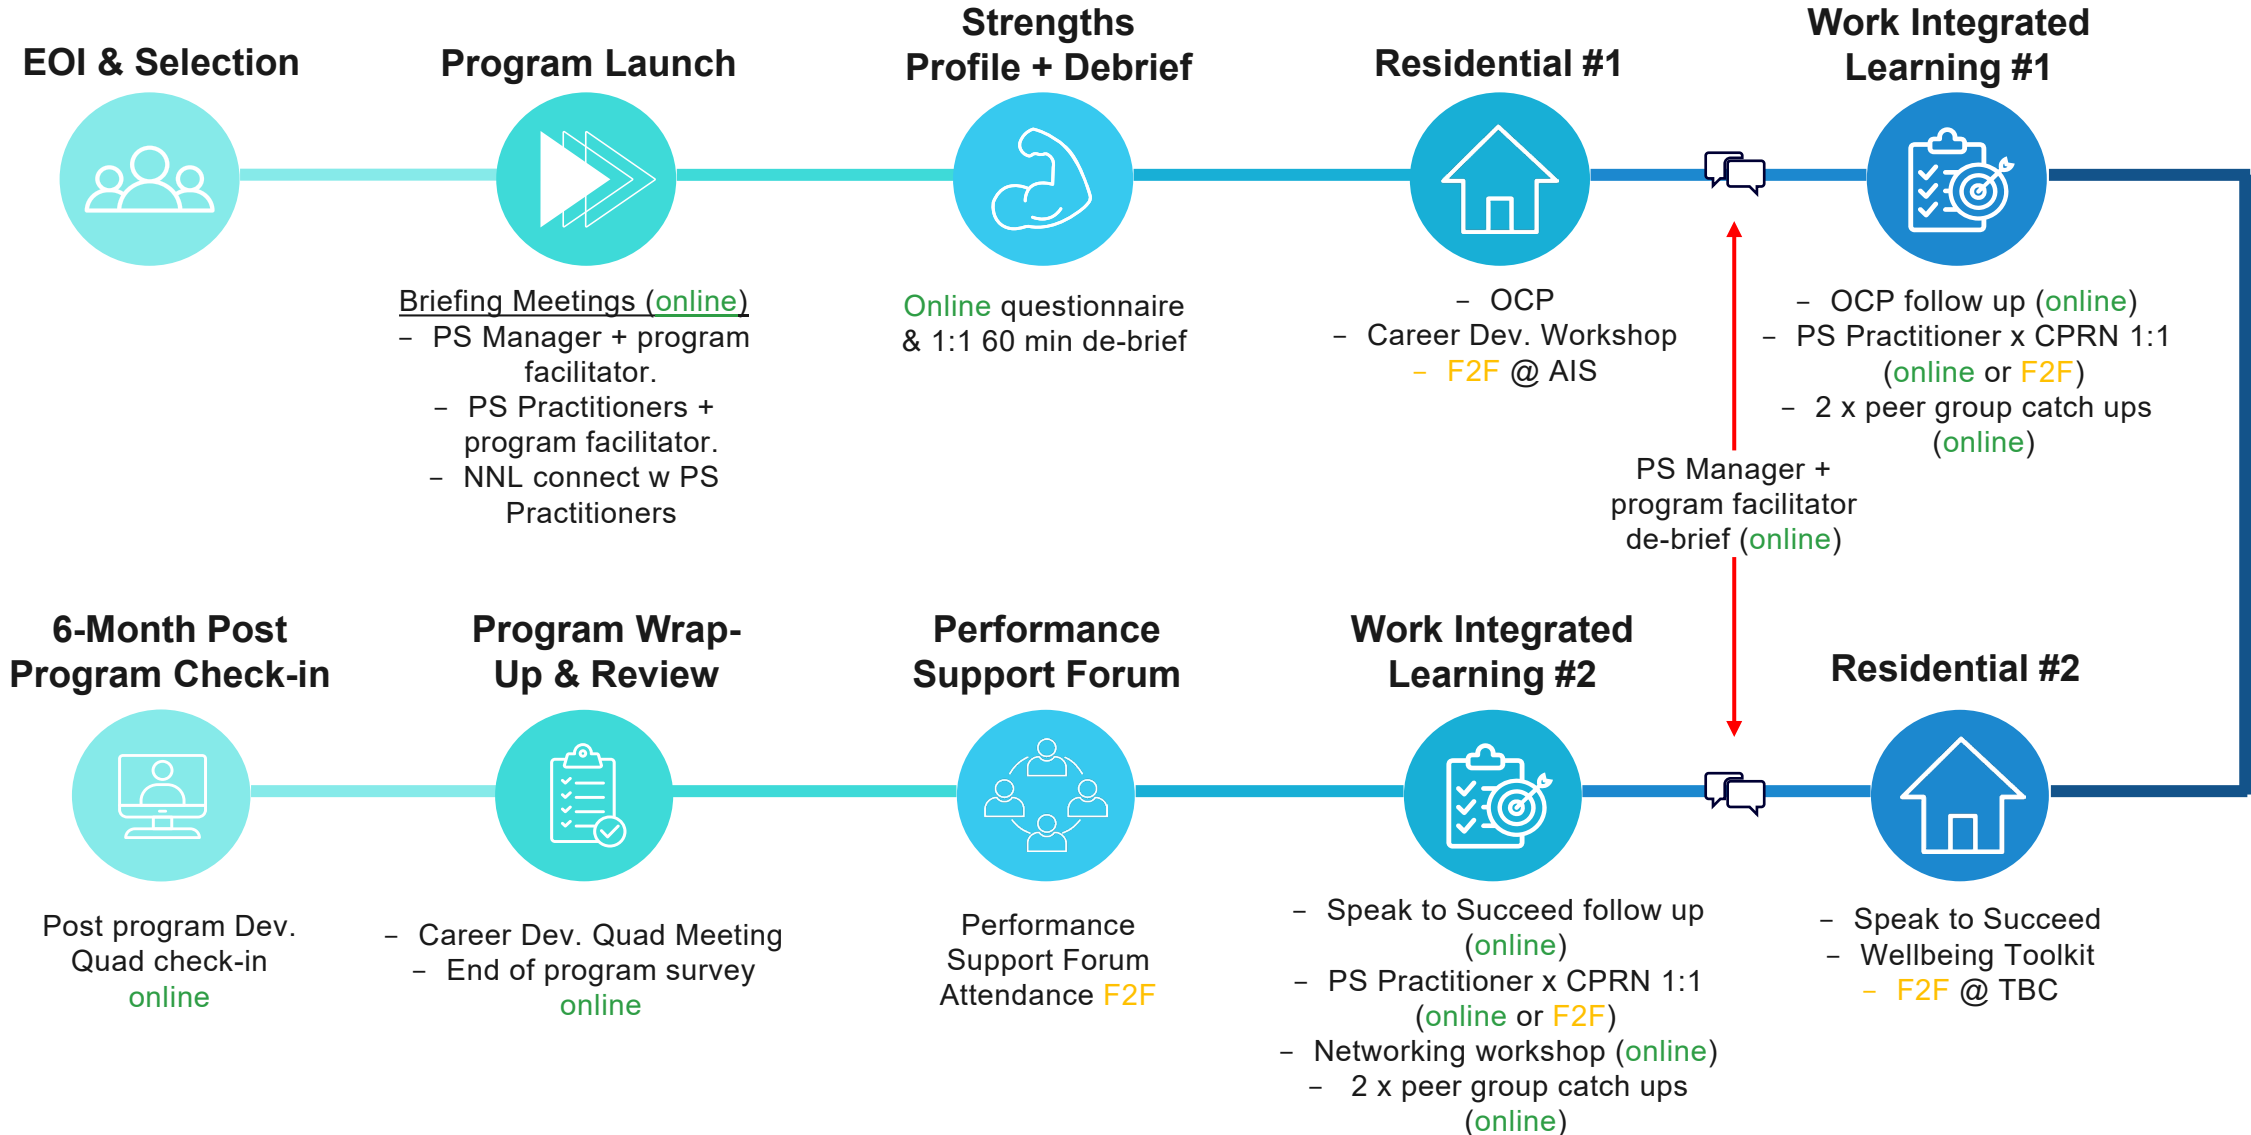 EOI & Selection
Program Launch
Strengths
Profile + Debrief
Residential #1
Work Integrated
Learning #1
Briefing Meetings (online)
– PS Manager + program
facilitator.
– PS Practitioners +
program facilitator.
– NNL connect w PS
Practitioners
Online questionnaire
& 1:1 60 min de-brief
– OCP
– Career Dev. Workshop
– F2F @ AIS
– OCP follow up (online)
– PS Practitioner x CPRN 1:1
(online or F2F)
– 2 x peer group catch ups
(online)
PS Manager +
program facilitator
de-brief (online)
6-Month Post
Program Check-in
Program Wrap-
Up & Review
Performance
Support Forum
Work Integrated
Learning #2
Residential #2
Post program Dev.
Quad check-in
online
– Career Dev. Quad Meeting
– End of program survey
online
Performance
Support Forum
Attendance F2F
– Speak to Succeed follow up
(online)
– PS Practitioner x CPRN 1:1
(online or F2F)
– Networking workshop (online)
– 2 x peer group catch ups
(online)
– Speak to Succeed
– Wellbeing Toolkit
– F2F @ TBC